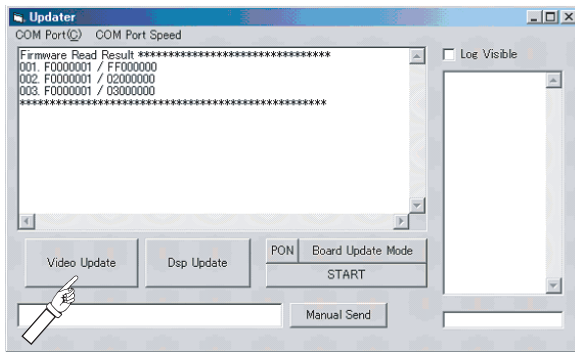 Updater
COM Port(C) COM Port Speed
Firmware Read Result ********************************
001. F0000001 / FF000000
002. F0000001 / 02000000
003. F0000001 / 03000000
***************************************************
Log Visible
Video Update
Dsp Update
PON
Board Update Mode
START
Manual Send